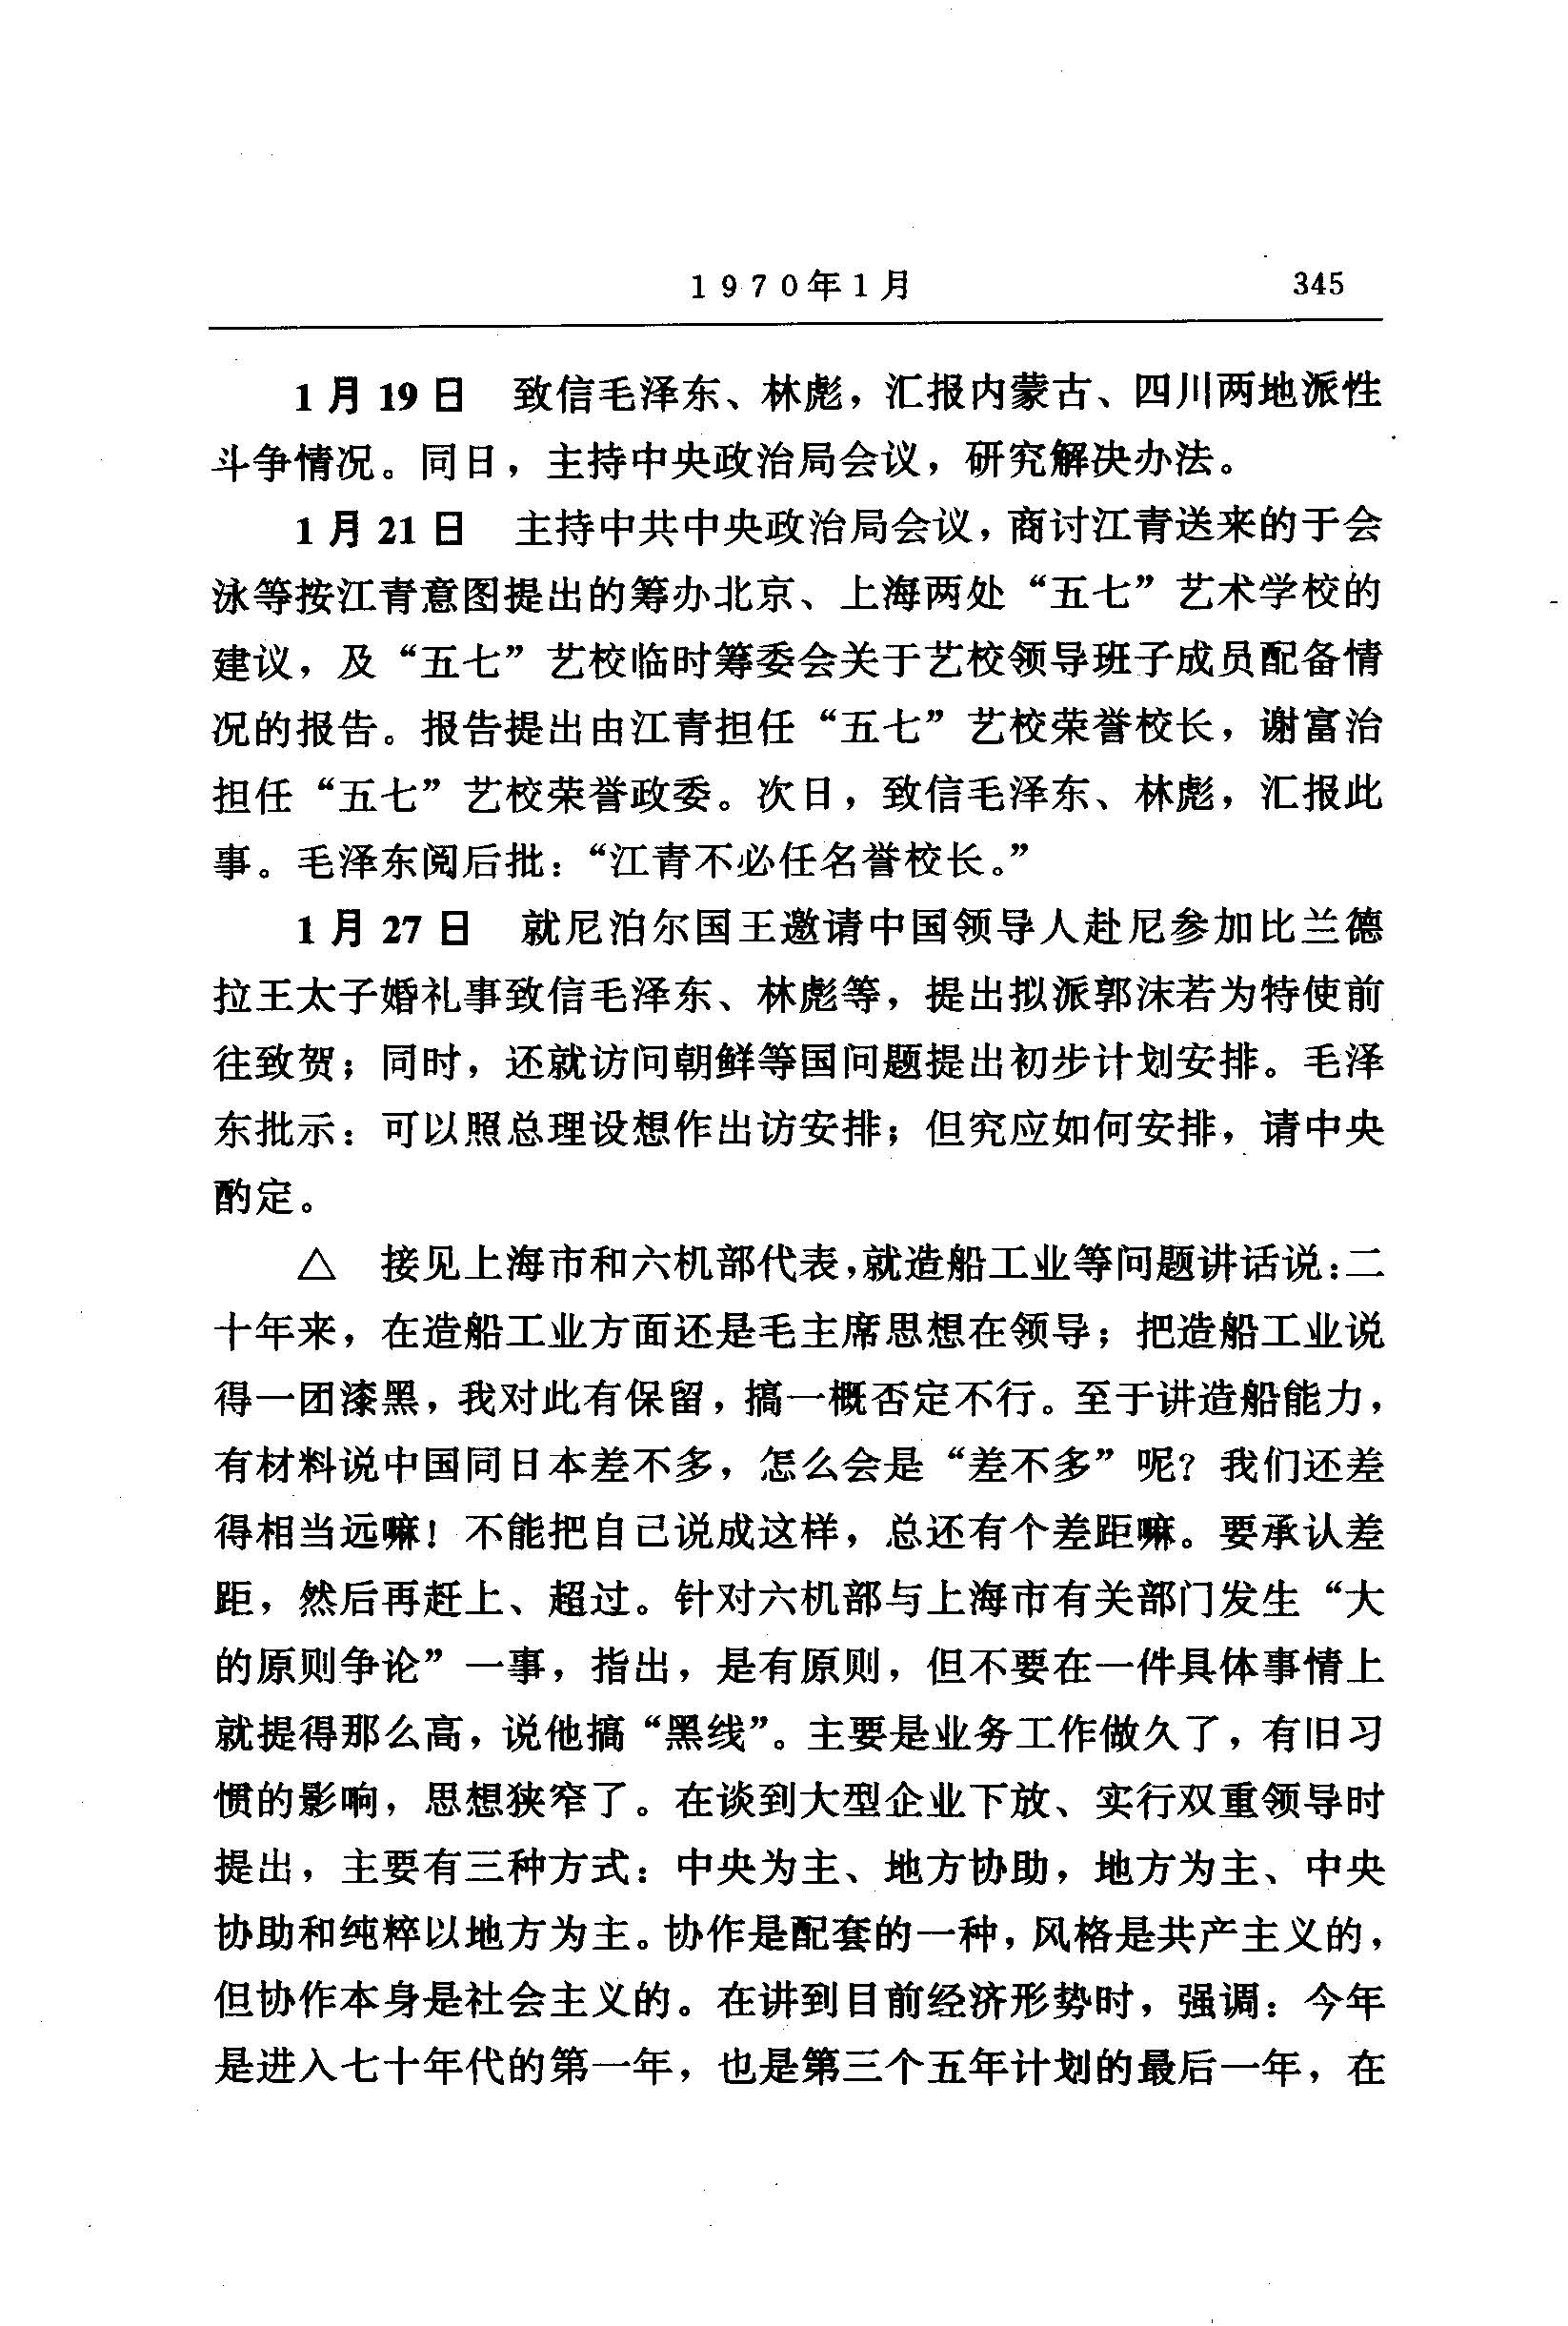 1970年1月 345
1月19日 致信毛泽东、林彪，汇报内蒙古、四川两地派性
斗争情况。同日，主持中央政治局会议，研究解决办法。
1月21日 主持中共中央政治局会议，商讨江青送来的于会
泳等按江青意图提出的筹办北京、上海两处“五七”艺术学校的
建议，及“五七”艺校临时筹委会关于艺校领导班子成员配备情
况的报告。报告提出由江青担任“五七”艺校荣誉校长，谢富治
担任“五七”艺校荣誉政委。次日，致信毛泽东、林彪，汇报此
事。毛泽东阅后批：“江青不必任名誉校长。”
1月27日 就尼泊尔国王邀请中国领导人赴尼参加比兰德
拉王太子婚礼事致信毛泽东、林彪等，提出拟派郭沫若为特使前
往致贺；同时，还就访问朝鲜等国问题提出初步计划安排。毛泽
东批示：可以照总理设想作出访安排；但究应如何安排，请中央
酌定。
△ 接见上海市和六机部代表，就造船工业等问题讲话说：二
十年来，在造船工业方面还是毛主席思想在领导；把造船工业说
得一团漆黑，我对此有保留，搞一概否定不行。至于讲造船能力，
有材料说中国同日本差不多，怎么会是“差不多”呢？我们还差
得相当远嘛！不能把自己说成这样，总还有个差距嘛。要承认差
距，然后再赶上、超过。针对六机部与上海市有关部门发生“大
的原则争论”一事，指出，是有原则，但不要在一件具体事情上
就提得那么高，说他搞“黑线”。主要是业务工作做久了，有旧习
惯的影响，思想狭窄了。在谈到大型企业下放、实行双重领导时
提出，主要有三种方式：中央为主、地方协助，地方为主、中央
协助和纯粹以地方为主。协作是配套的一种，风格是共产主义的，
但协作本身是社会主义的。在讲到目前经济形势时，强调：今年
是进入七十年代的第一年，也是第三个五年计划的最后一年，在